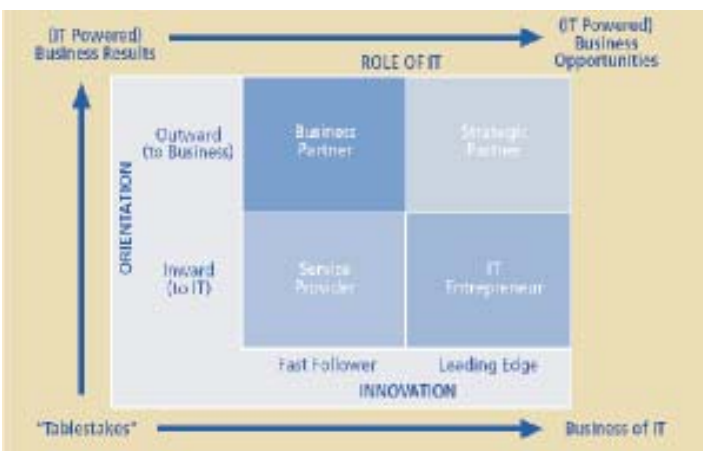 (IT Powered)
Business Results
(IT Powered)
Business
Opportunities
ROLE OF IT
Outward
(to Business)
Business
Partner
Strategic
Partner
ORIENTATION
Inward
(to IT)
Service
Provider
IT
Entrepreneur
Fast Follower
Leading Edge
INNOVATION
"Tablestakes"
Business of IT